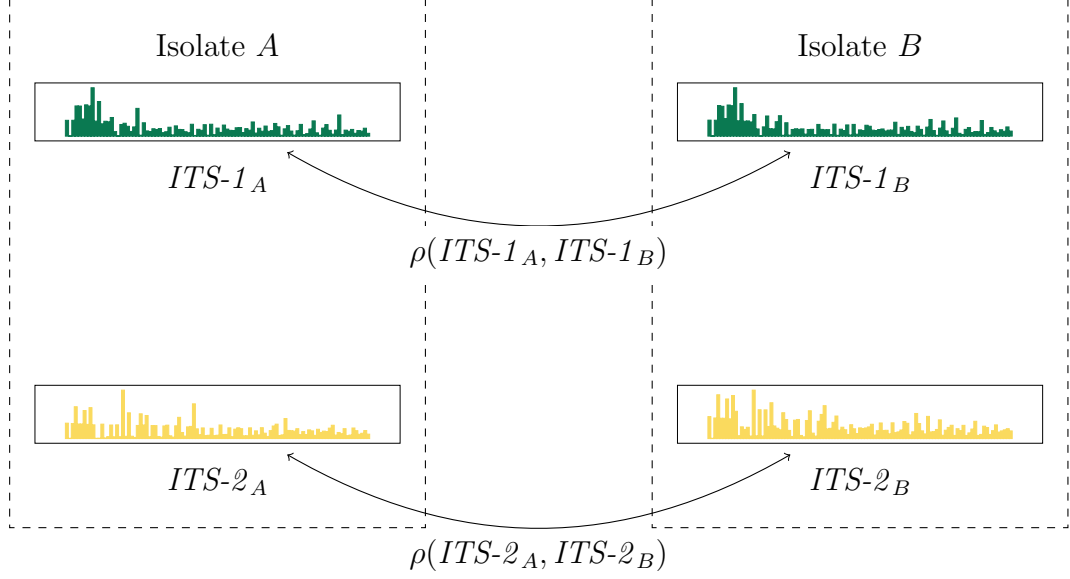 Isolate A
Isolate B
ITS-1_A
ITS-1_B
ρ(ITS-1_A, ITS-1_B)
ITS-2_A
ITS-2_B
ρ(ITS-2_A, ITS-2_B)